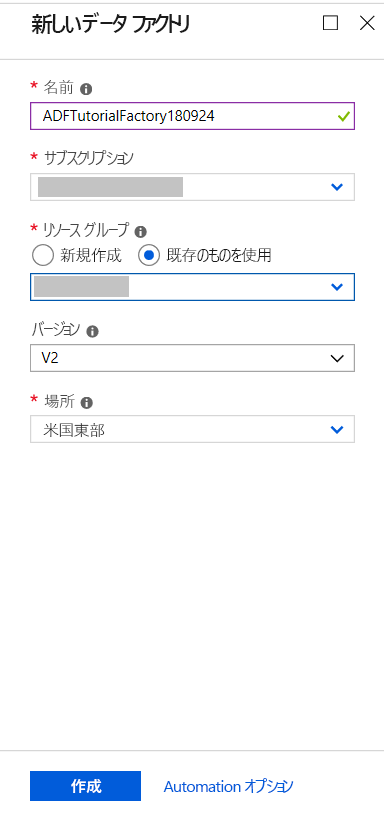 新しいデータ ファクトリ
* 名前
ADFTutorialFactory180924
* サブスクリプション
* リソース グループ
新規作成 既存のものを使用
バージョン
V2
* 場所
米国東部
作成 Automation オプション